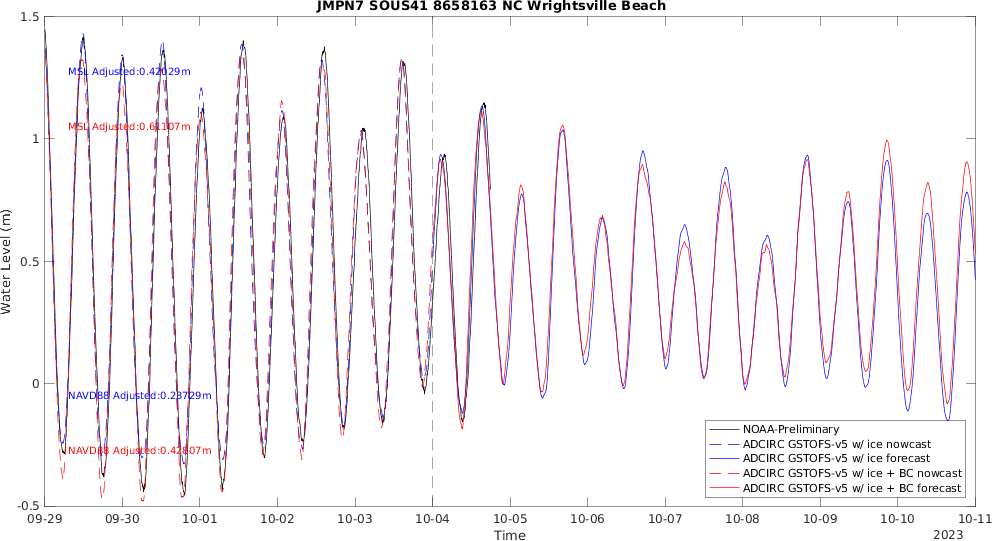 JMPN7 SOUS41 8658163 NC Wrightsville Beach
Water Level (m)
1.5
1
0.5
0
-0.5
MSL Adjusted:0.42029m
MSL Adjusted:0.61107m
NAVD88 Adjusted:0.23729m
NAVD88 Adjusted:0.42807m
NOAA-Preliminary
ADCIRC GSTOFS-v5 w/ ice nowcast
ADCIRC GSTOFS-v5 w/ ice forecast
ADCIRC GSTOFS-v5 w/ ice + BC nowcast
ADCIRC GSTOFS-v5 w/ ice + BC forecast
09-29 09-30 10-01 10-02 10-03 10-04 10-05 10-06 10-07 10-08 10-09 10-10 10-11
Time
2023